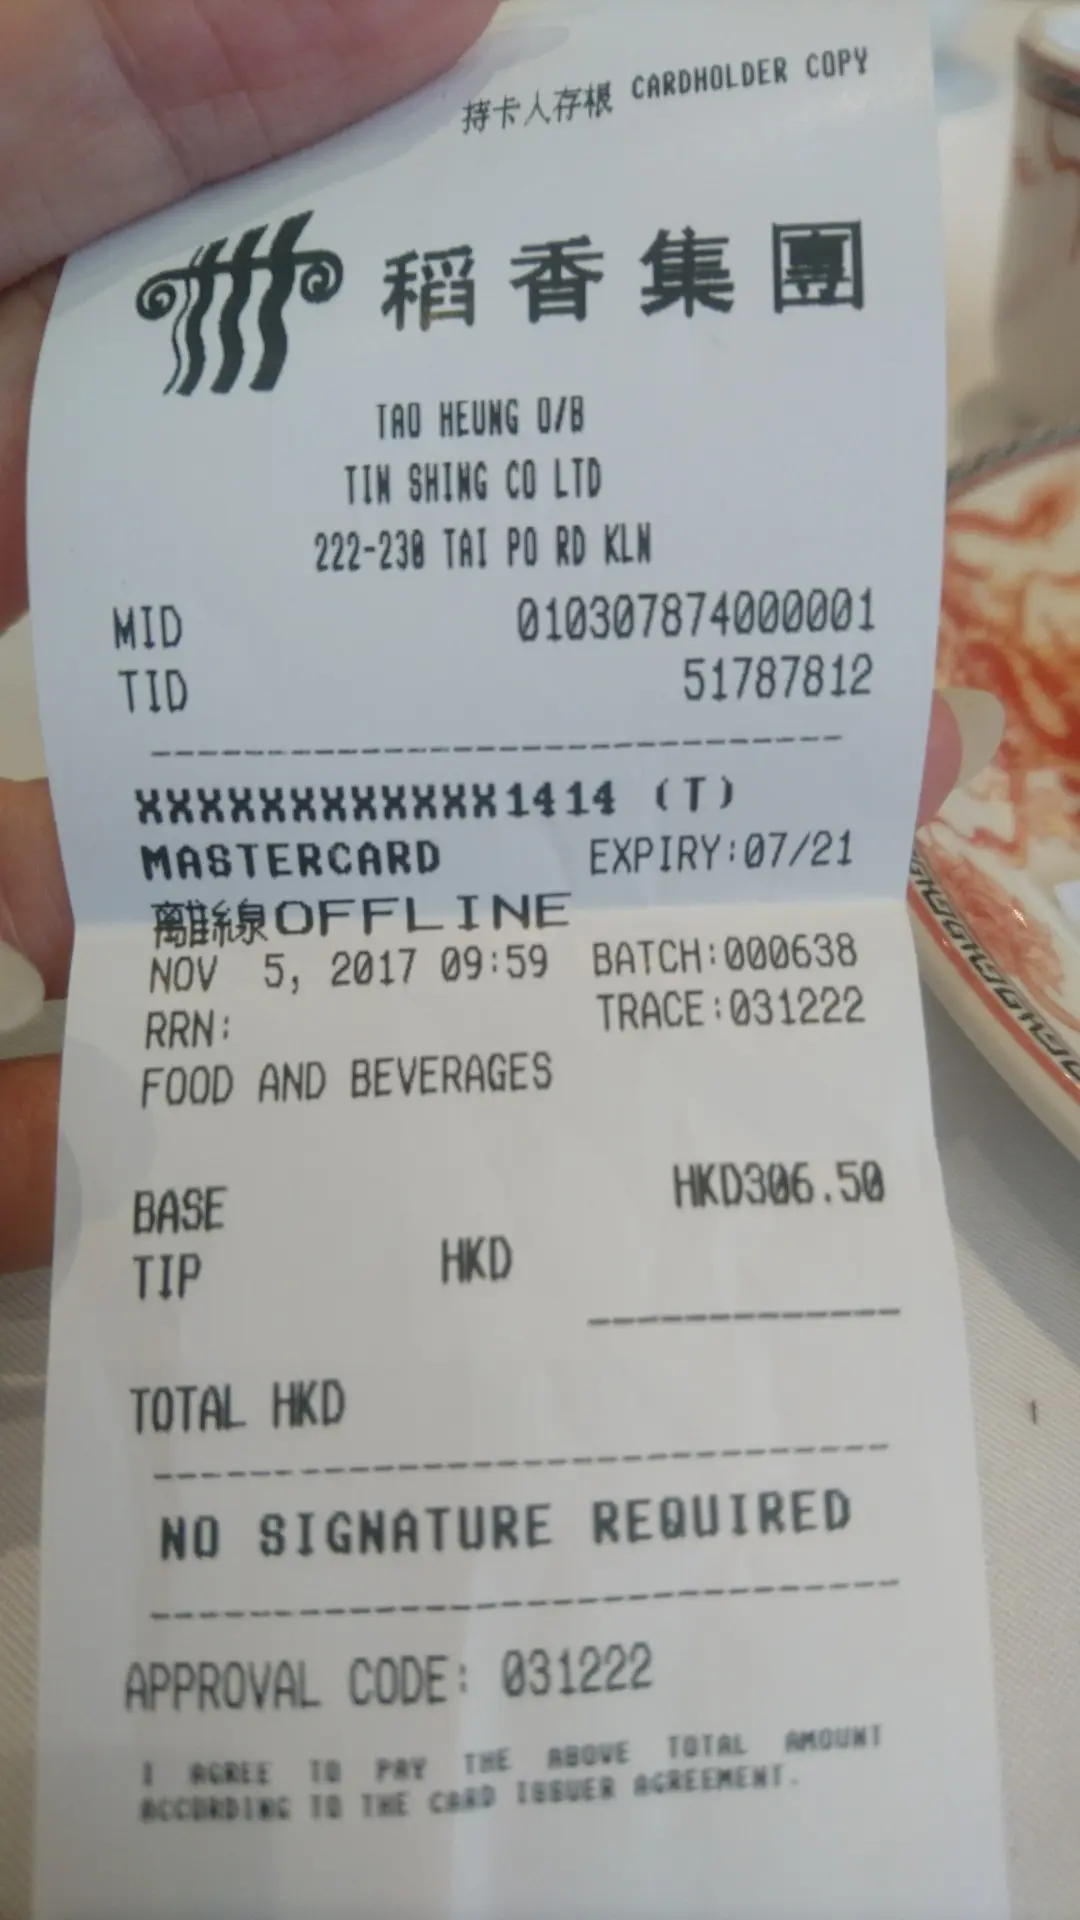 持卡人存根 CARDHOLDER COPY
稻香集團
TAO HEUNG O/B
TIN SHING CO LTD
222-230 TAI PO RD KLN
MID 010307874000001
TID 51787812
XXXXXXXXXXXX1414 (T)
MASTERCARD EXPIRY:07/21
離線OFFLINE
NOV 5, 2017 09:59 BATCH:000638
RRN: TRACE:031222
FOOD AND BEVERAGES
BASE HKD306.50
TIP HKD
TOTAL HKD
NO SIGNATURE REQUIRED
APPROVAL CODE: 031222
I AGREE TO PAY THE ABOVE TOTAL AMOUNT
ACCORDING TO THE CARD ISSUER AGREEMENT.